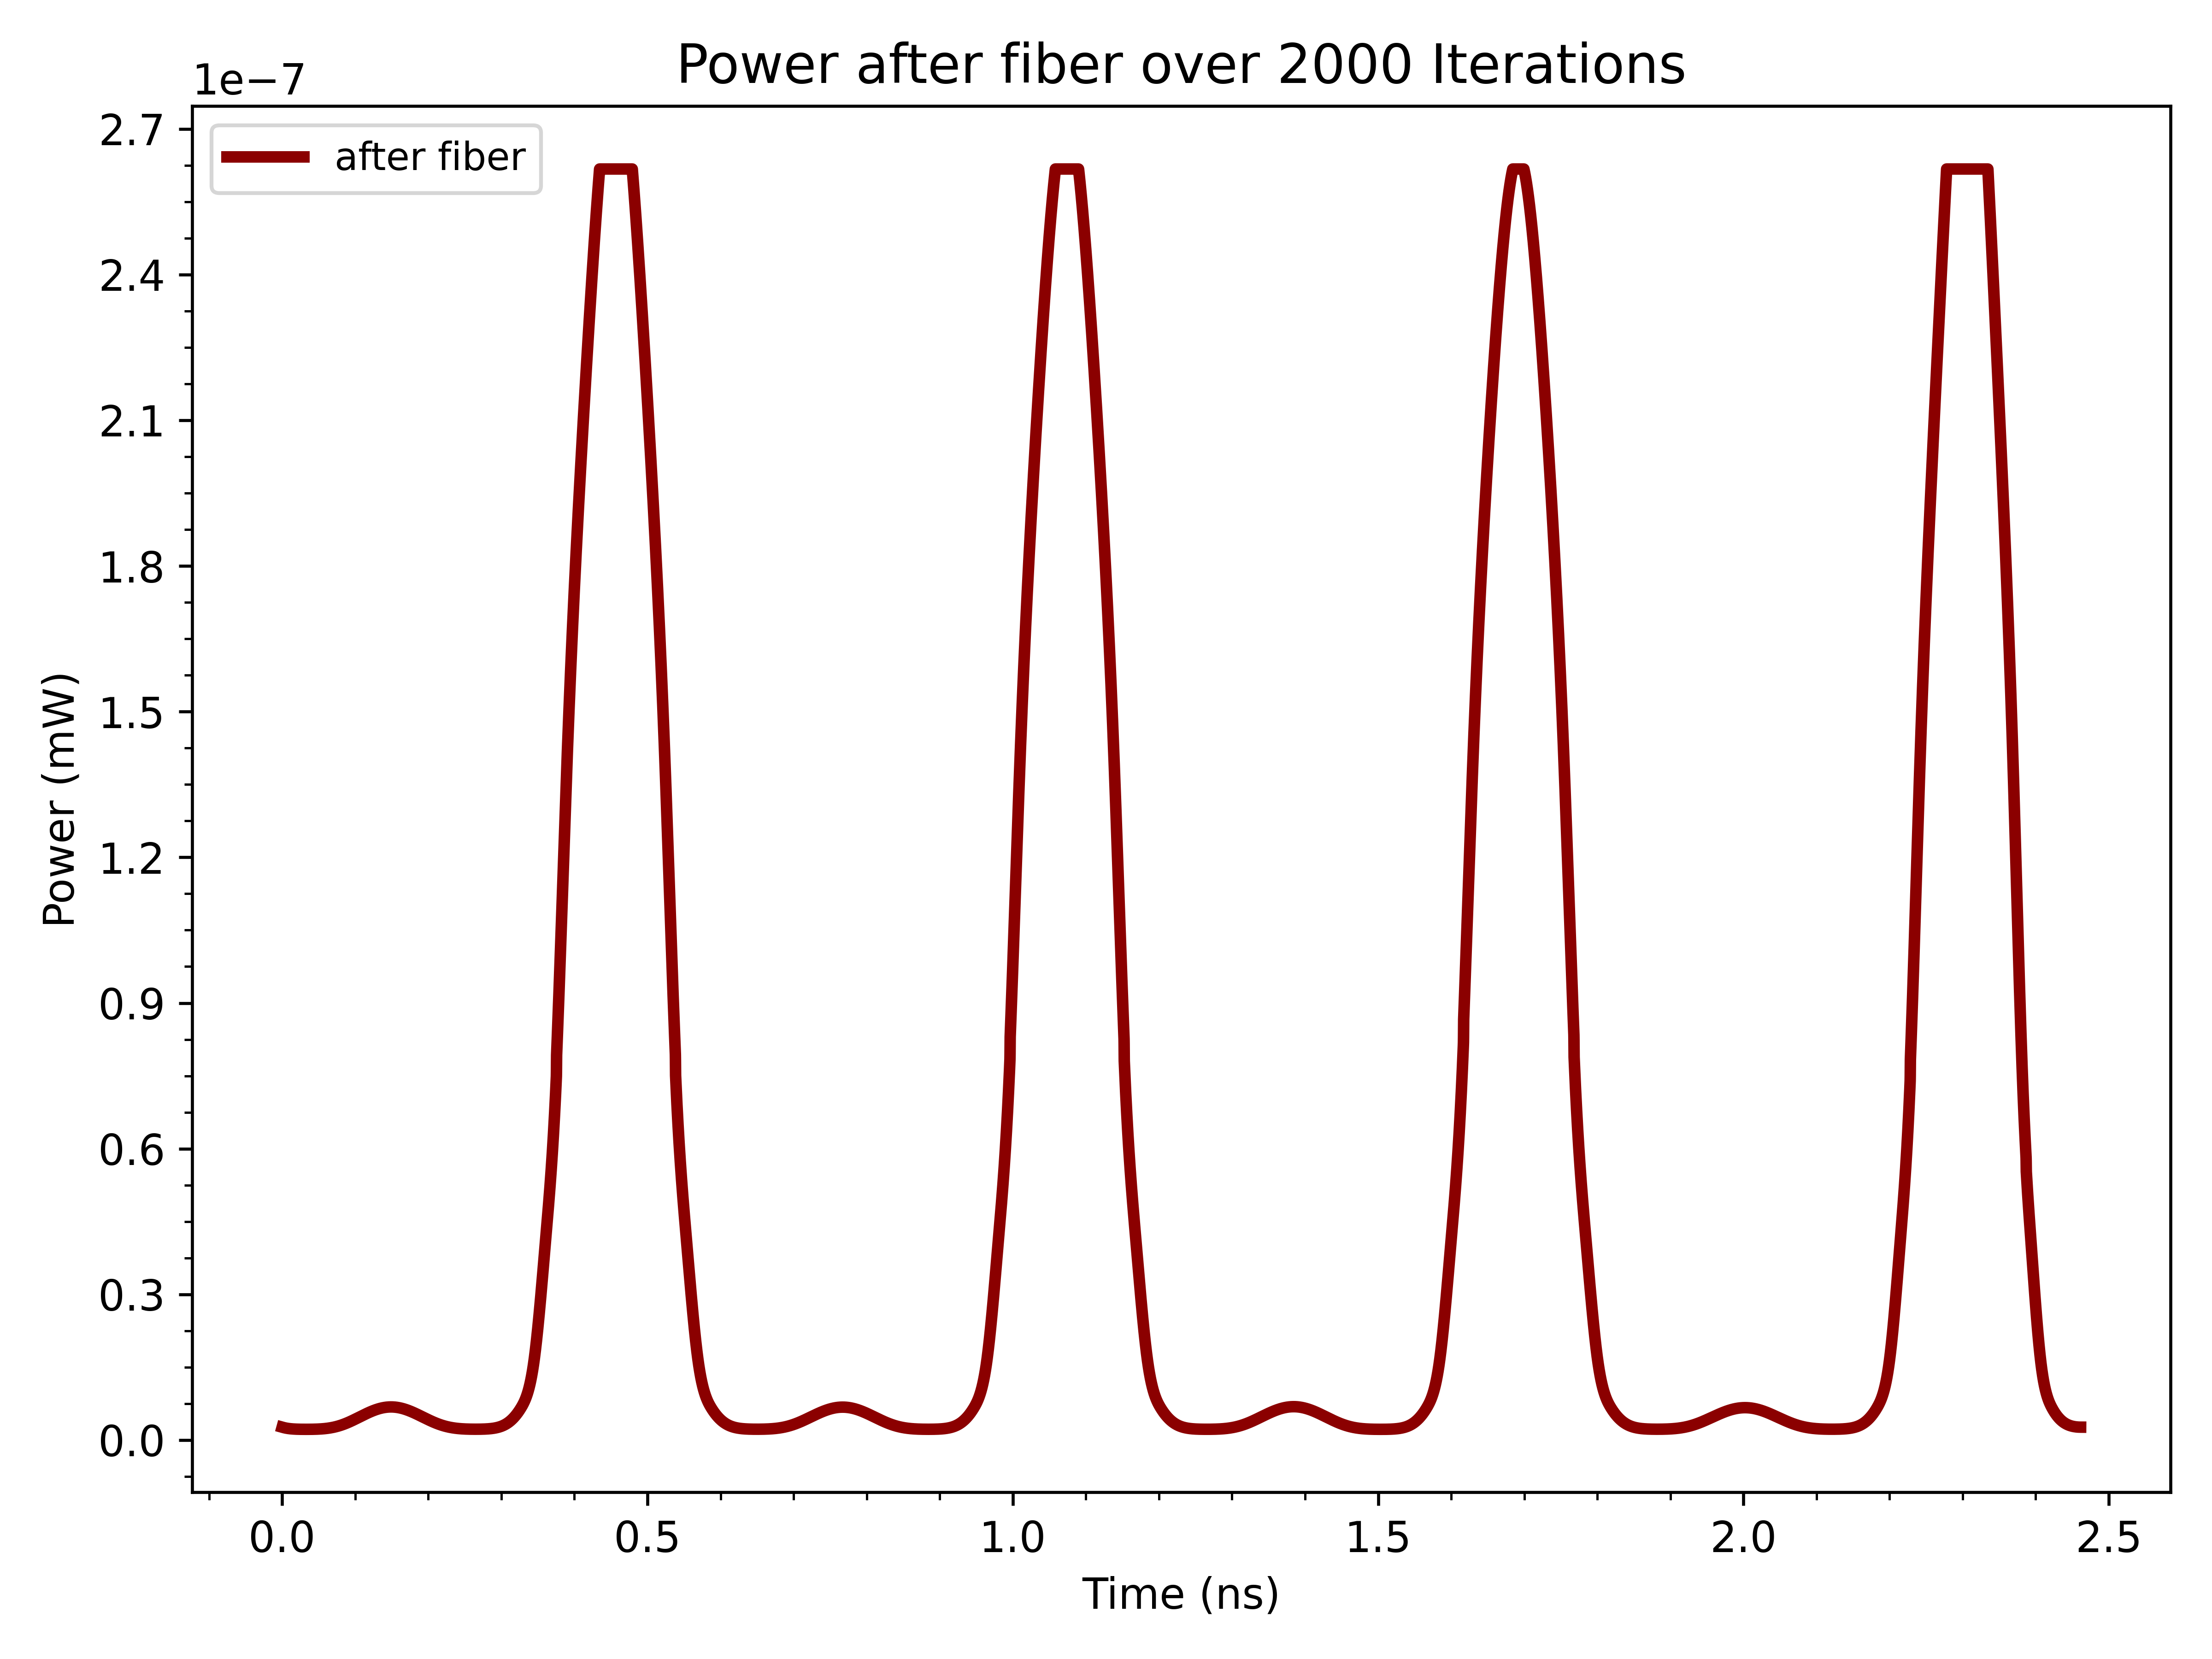 Power after fiber over 2000 Iterations
1e−7
after fiber
2.7
2.4
2.1
1.8
1.5
1.2
0.9
0.6
0.3
0.0
Power (mW)
0.0 0.5 1.0 1.5 2.0 2.5
Time (ns)